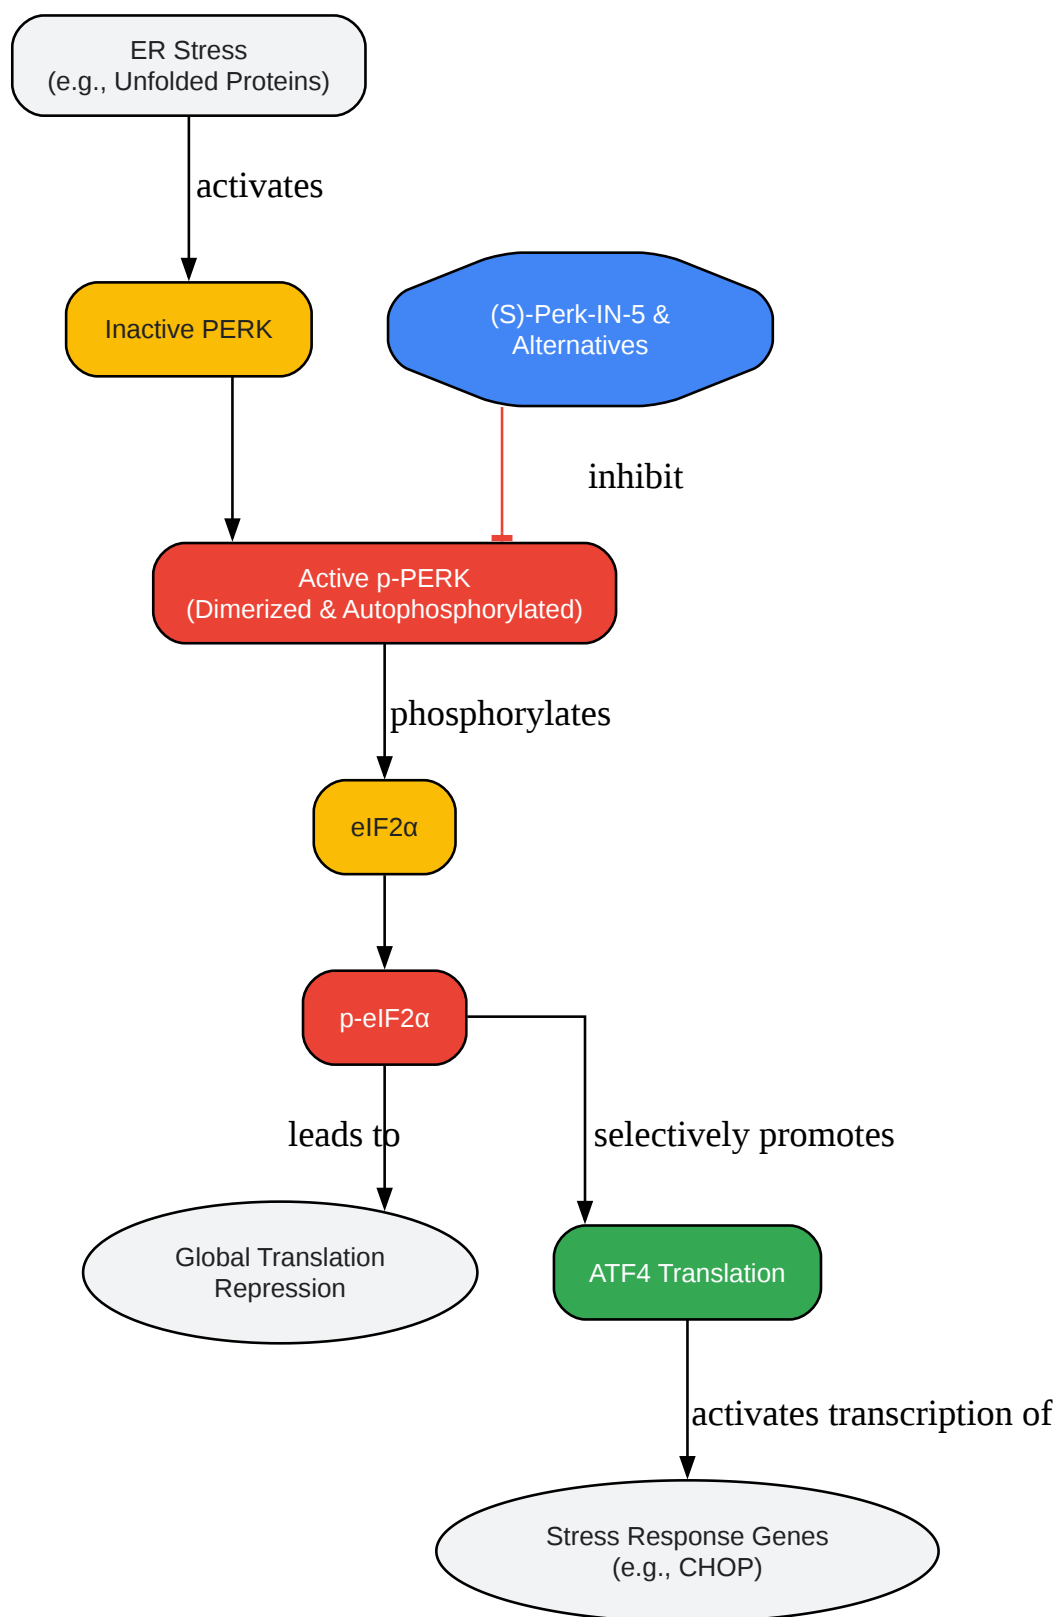 ER Stress
(e.g., Unfolded Proteins)
activates
Inactive PERK
(S)-Perk-IN-5 &
Alternatives
inhibit
Active p-PERK
(Dimerized & Autophosphorylated)
phosphorylates
eIF2α
p-eIF2α
leads to
selectively promotes
Global Translation
Repression
ATF4 Translation
activates transcription of
Stress Response Genes
(e.g., CHOP)